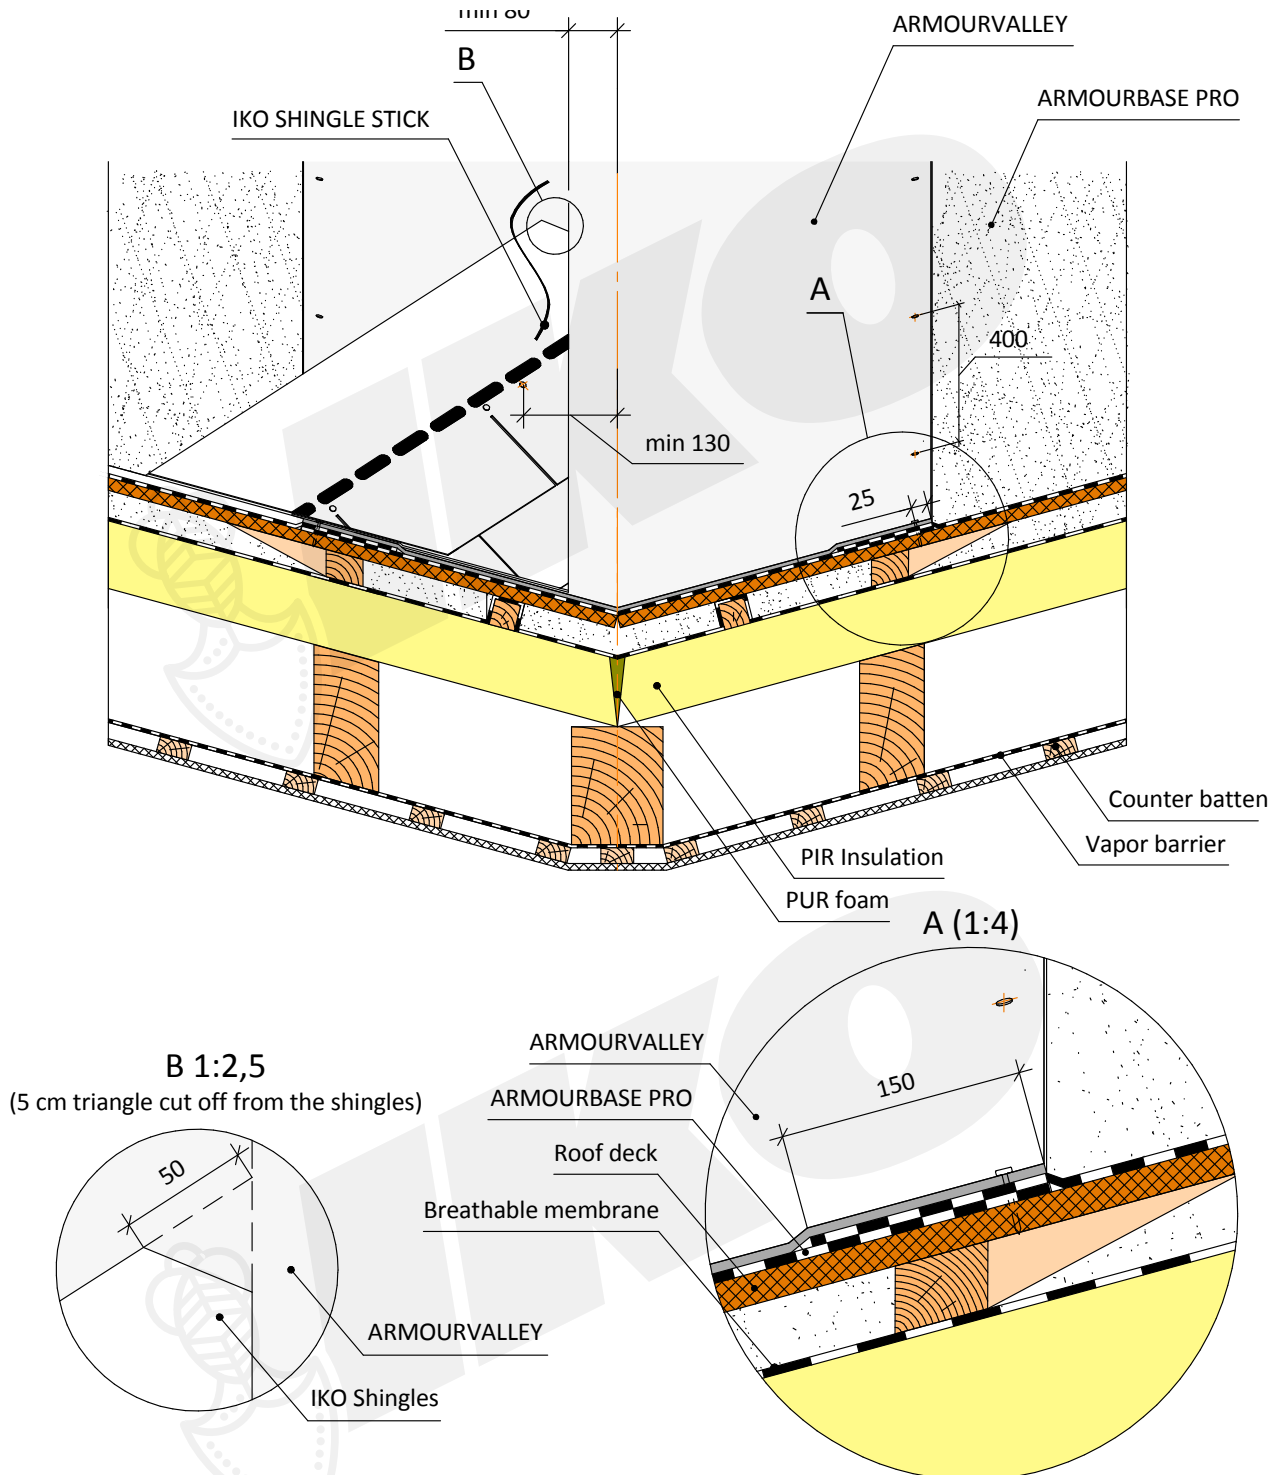 min 80
ARMOURVALLEY
B
ARMOURBASE PRO
IKO SHINGLE STICK
A
400
min 130
25
Counter batten
Vapor barrier
PIR Insulation
PUR foam
A (1:4)
ARMOURVALLEY
B 1:2,5
150
ARMOURBASE PRO
(5 cm triangle cut off from the shingles)
Roof deck
50
Breathable membrane
ARMOURVALLEY
IKO Shingles
IKO
IKO